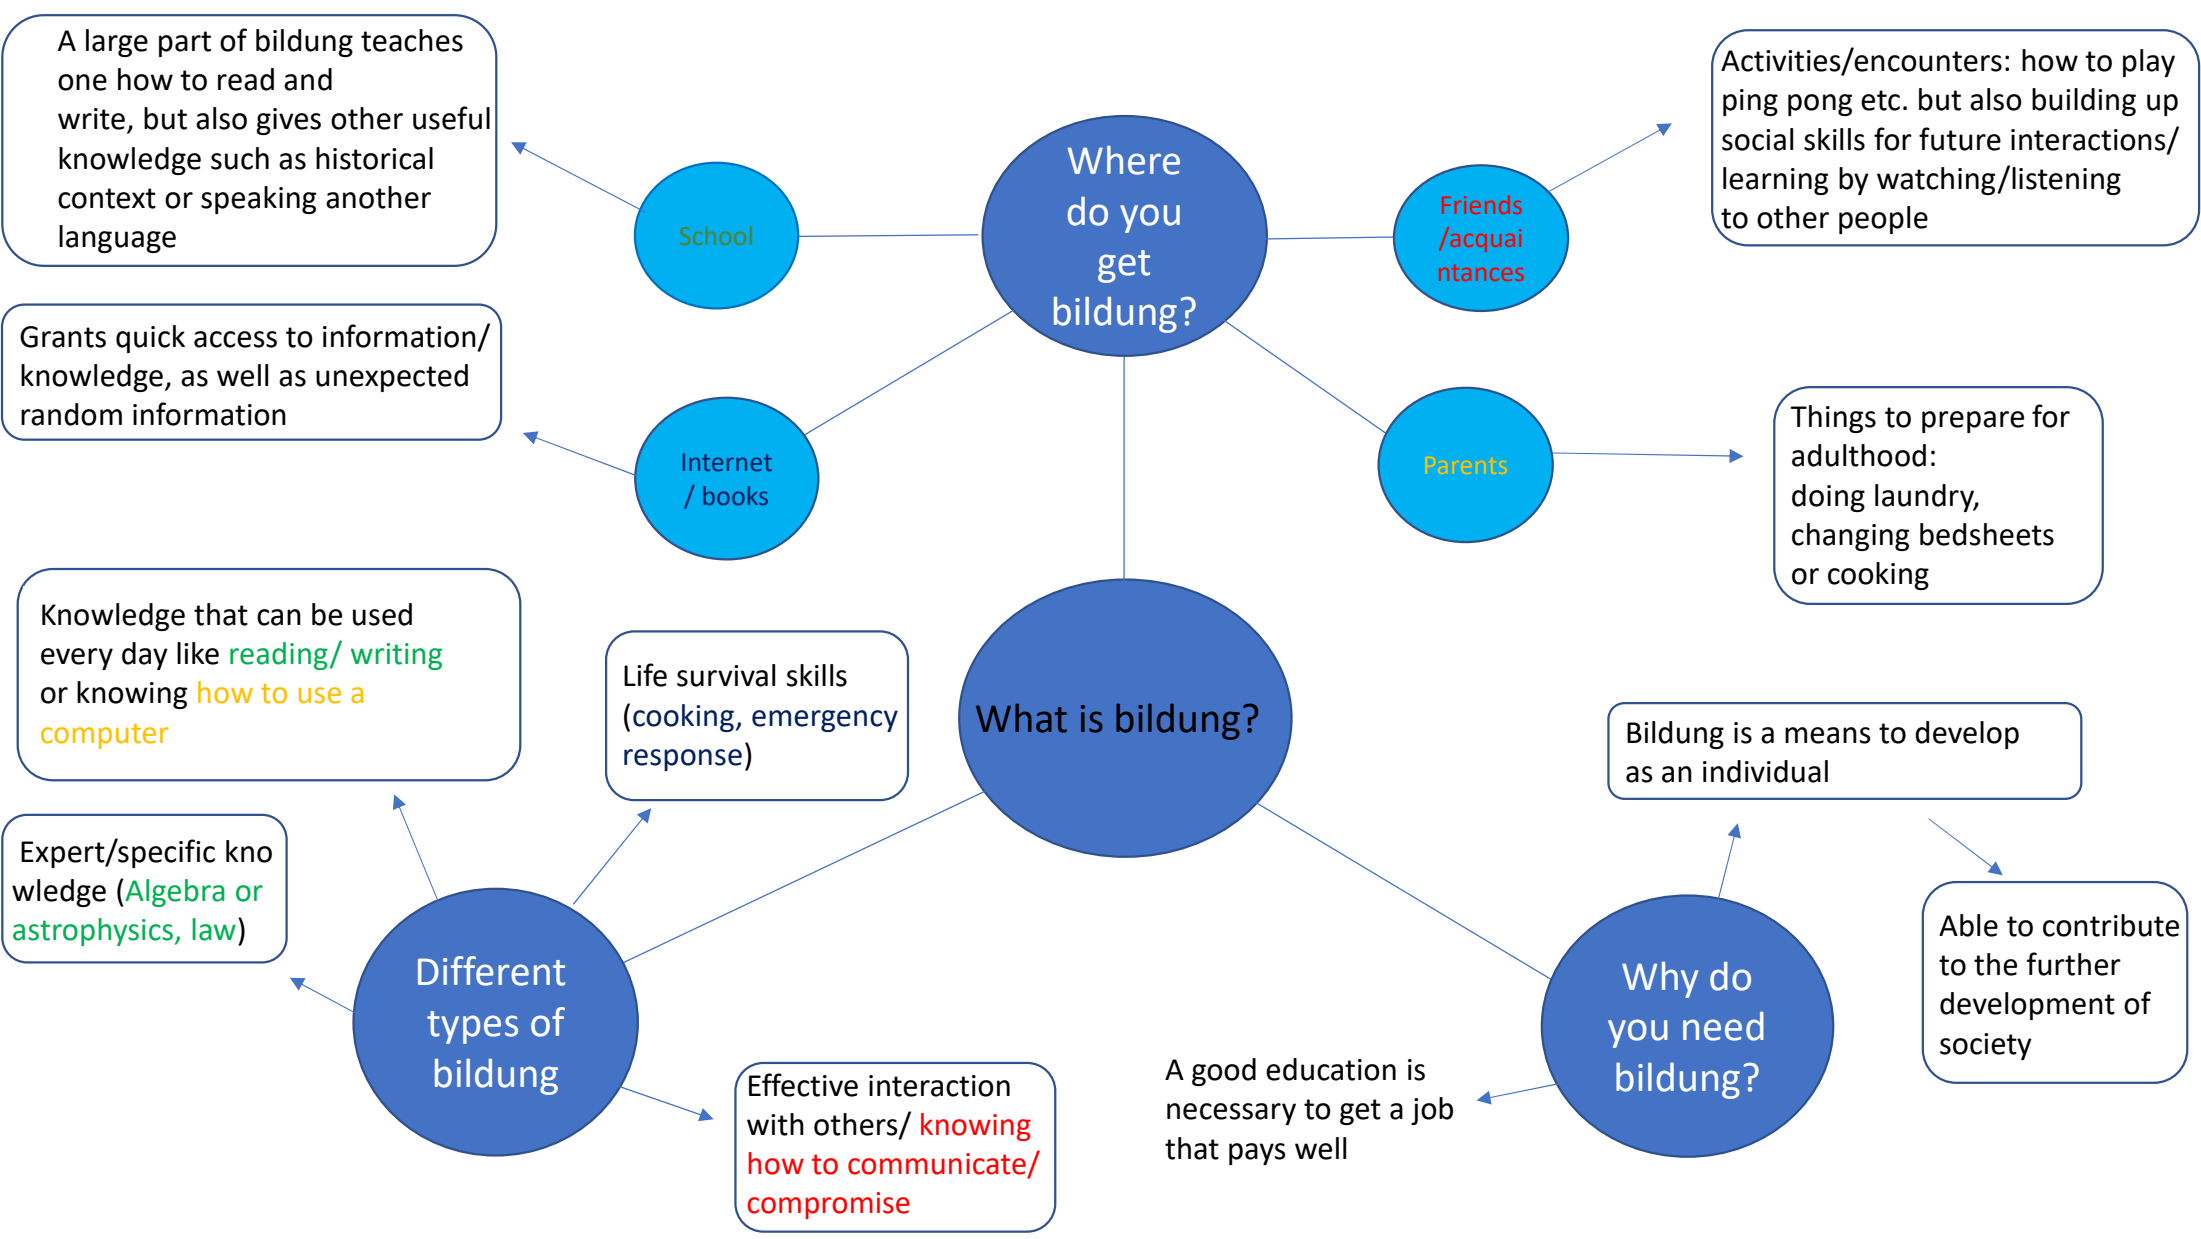 A large part of bildung teaches
one how to read and
write, but also gives other useful
knowledge such as historical
context or speaking another
language
School
Where
do you
get
bildung?
Friends
/acquai
ntances
Activities/encounters: how to play
ping pong etc. but also building up
social skills for future interactions/
learning by watching/listening
to other people
Grants quick access to information/
knowledge, as well as unexpected
random information
Internet
/ books
Parents
Things to prepare for
adulthood:
doing laundry,
changing bedsheets
or cooking
Knowledge that can be used
every day like reading/ writing
or knowing how to use a
computer
Life survival skills
(cooking, emergency
response)
What is bildung?
Bildung is a means to develop
as an individual
Expert/specific kno
wledge (Algebra or
astrophysics, law)
Different
types of
bildung
Why do
you need
bildung?
Able to contribute
to the further
development of
society
Effective interaction
with others/ knowing
how to communicate/
compromise
A good education is
necessary to get a job
that pays well